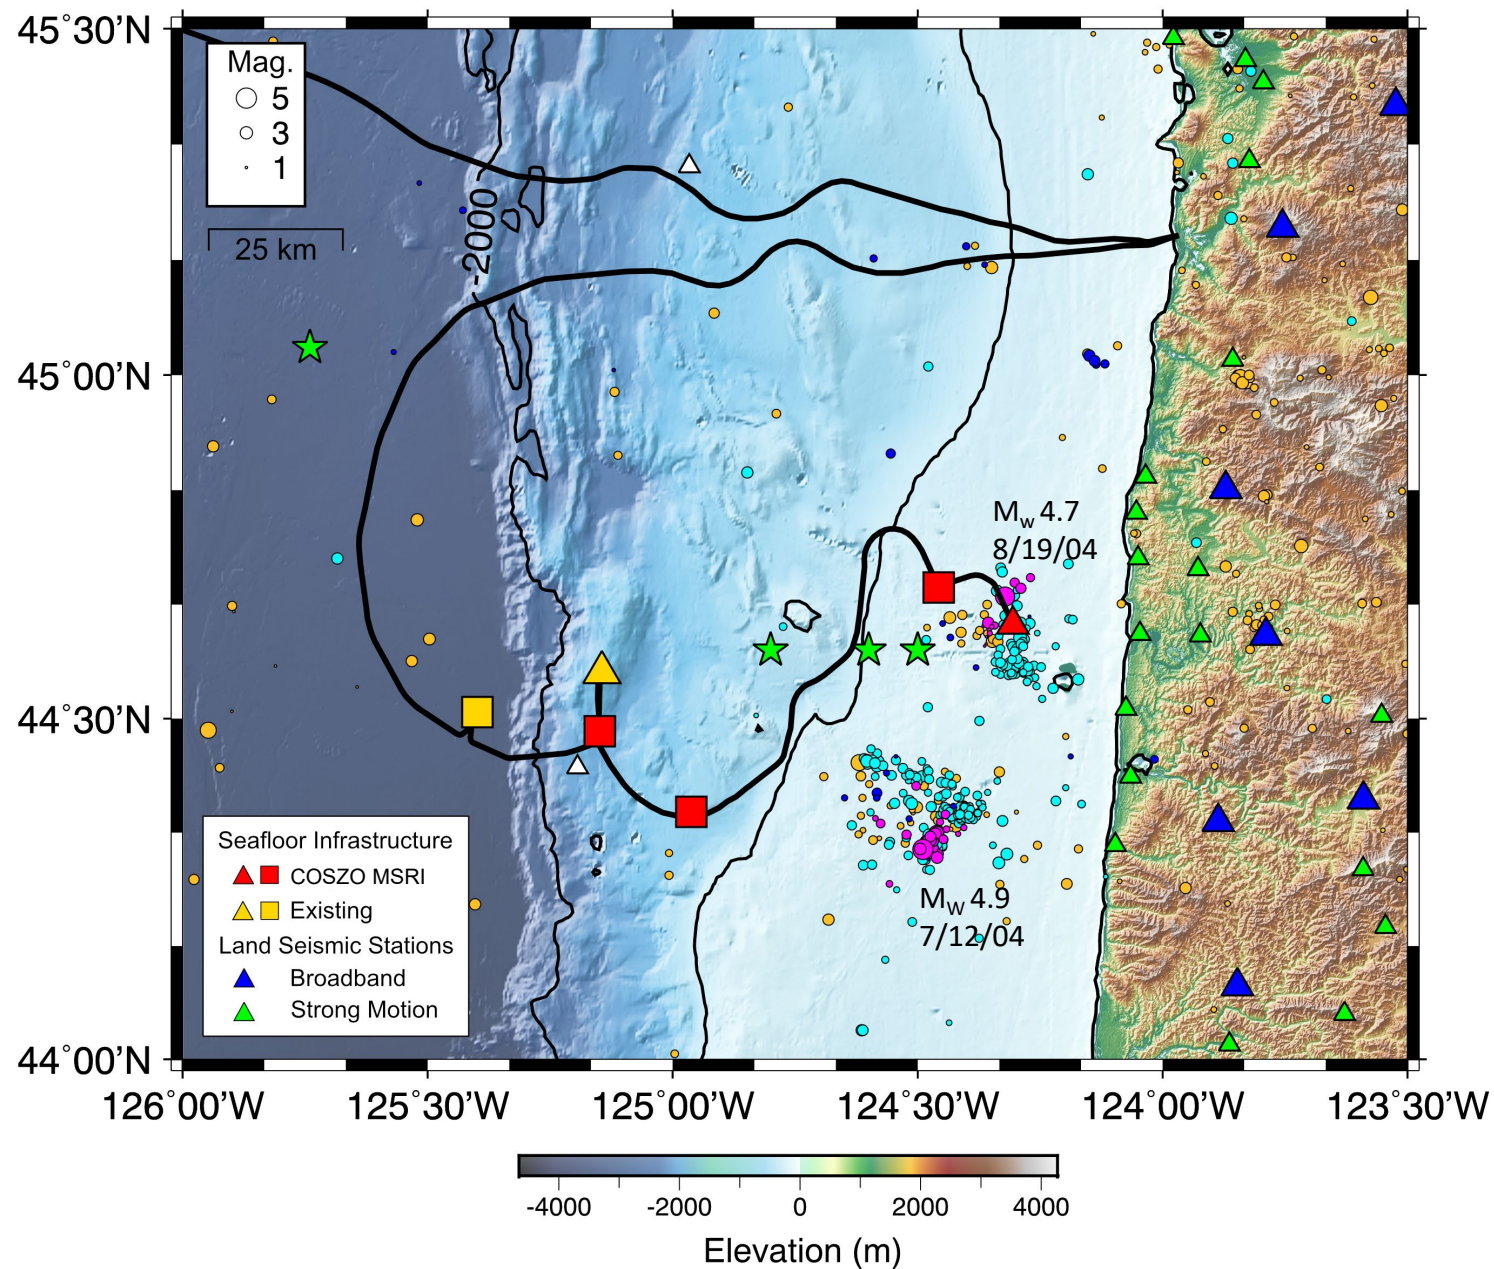 45°30’N
Mag.
5
3
1
25 km
-2000
45°00’N
Mw 4.7
8/19/04
44°30’N
Mw 4.9
7/12/04
Seafloor Infrastructure
COSZO MSRI
Existing
Land Seismic Stations
Broadband
Strong Motion
44°00’N
126°00’W 125°30’W 125°00’W 124°30’W 124°00’W 123°30’W
-4000 -2000 0 2000 4000
Elevation (m)